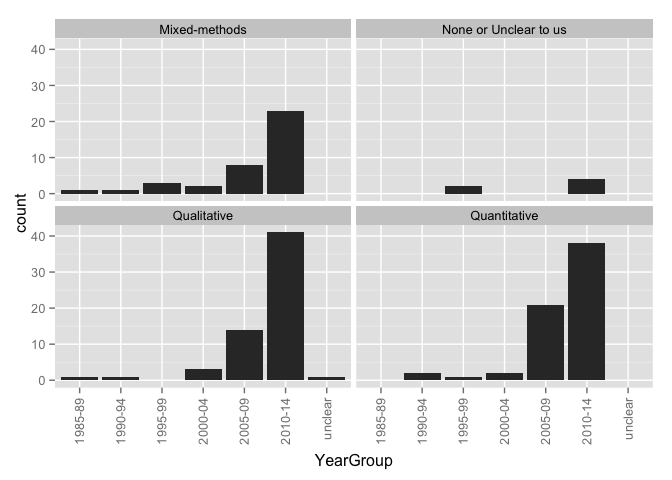 Mixed-methods
None or Unclear to us
40
30
20
10
0
Qualitative
Quantitative
40
30
20
10
0
count
1985-89
1990-94
1995-99
2000-04
2005-09
2010-14
unclear
1985-89
1990-94
1995-99
2000-04
2005-09
2010-14
unclear
YearGroup